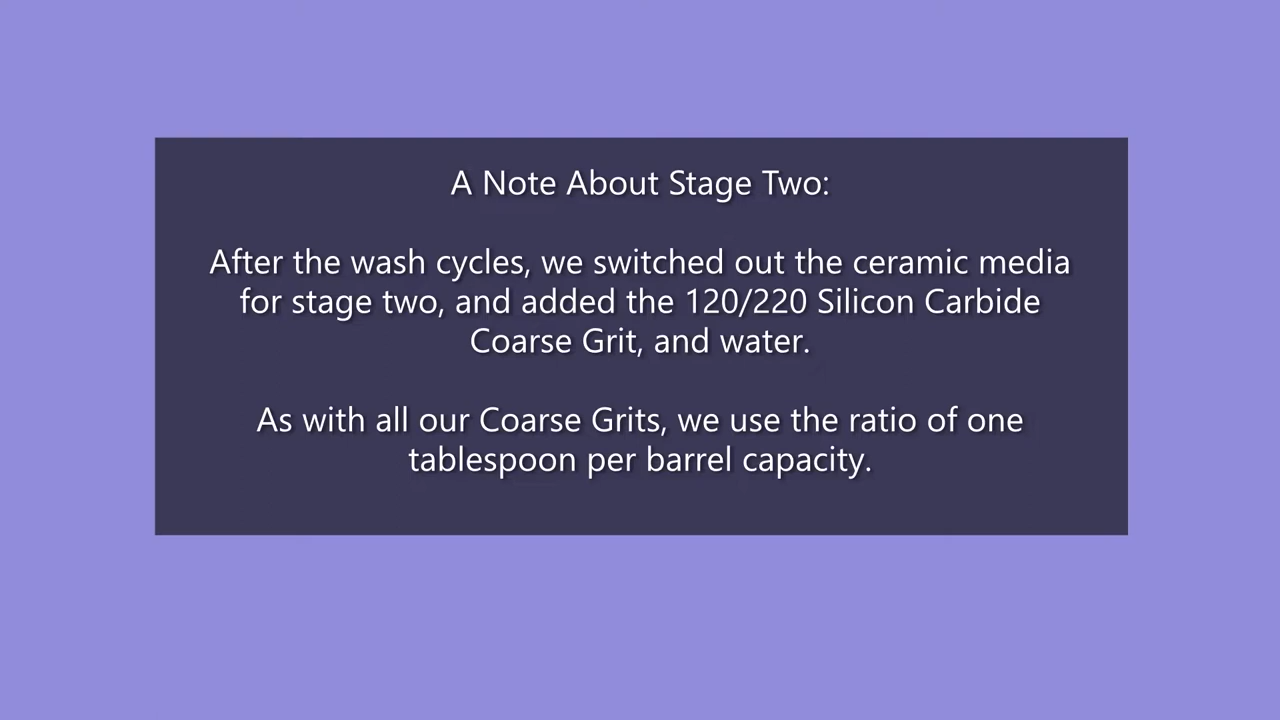 A Note About Stage Two:
After the wash cycles, we switched out the ceramic media
for stage two, and added the 120/220 Silicon Carbide
Coarse Grit, and water.
As with all our Coarse Grits, we use the ratio of one
tablespoon per barrel capacity.